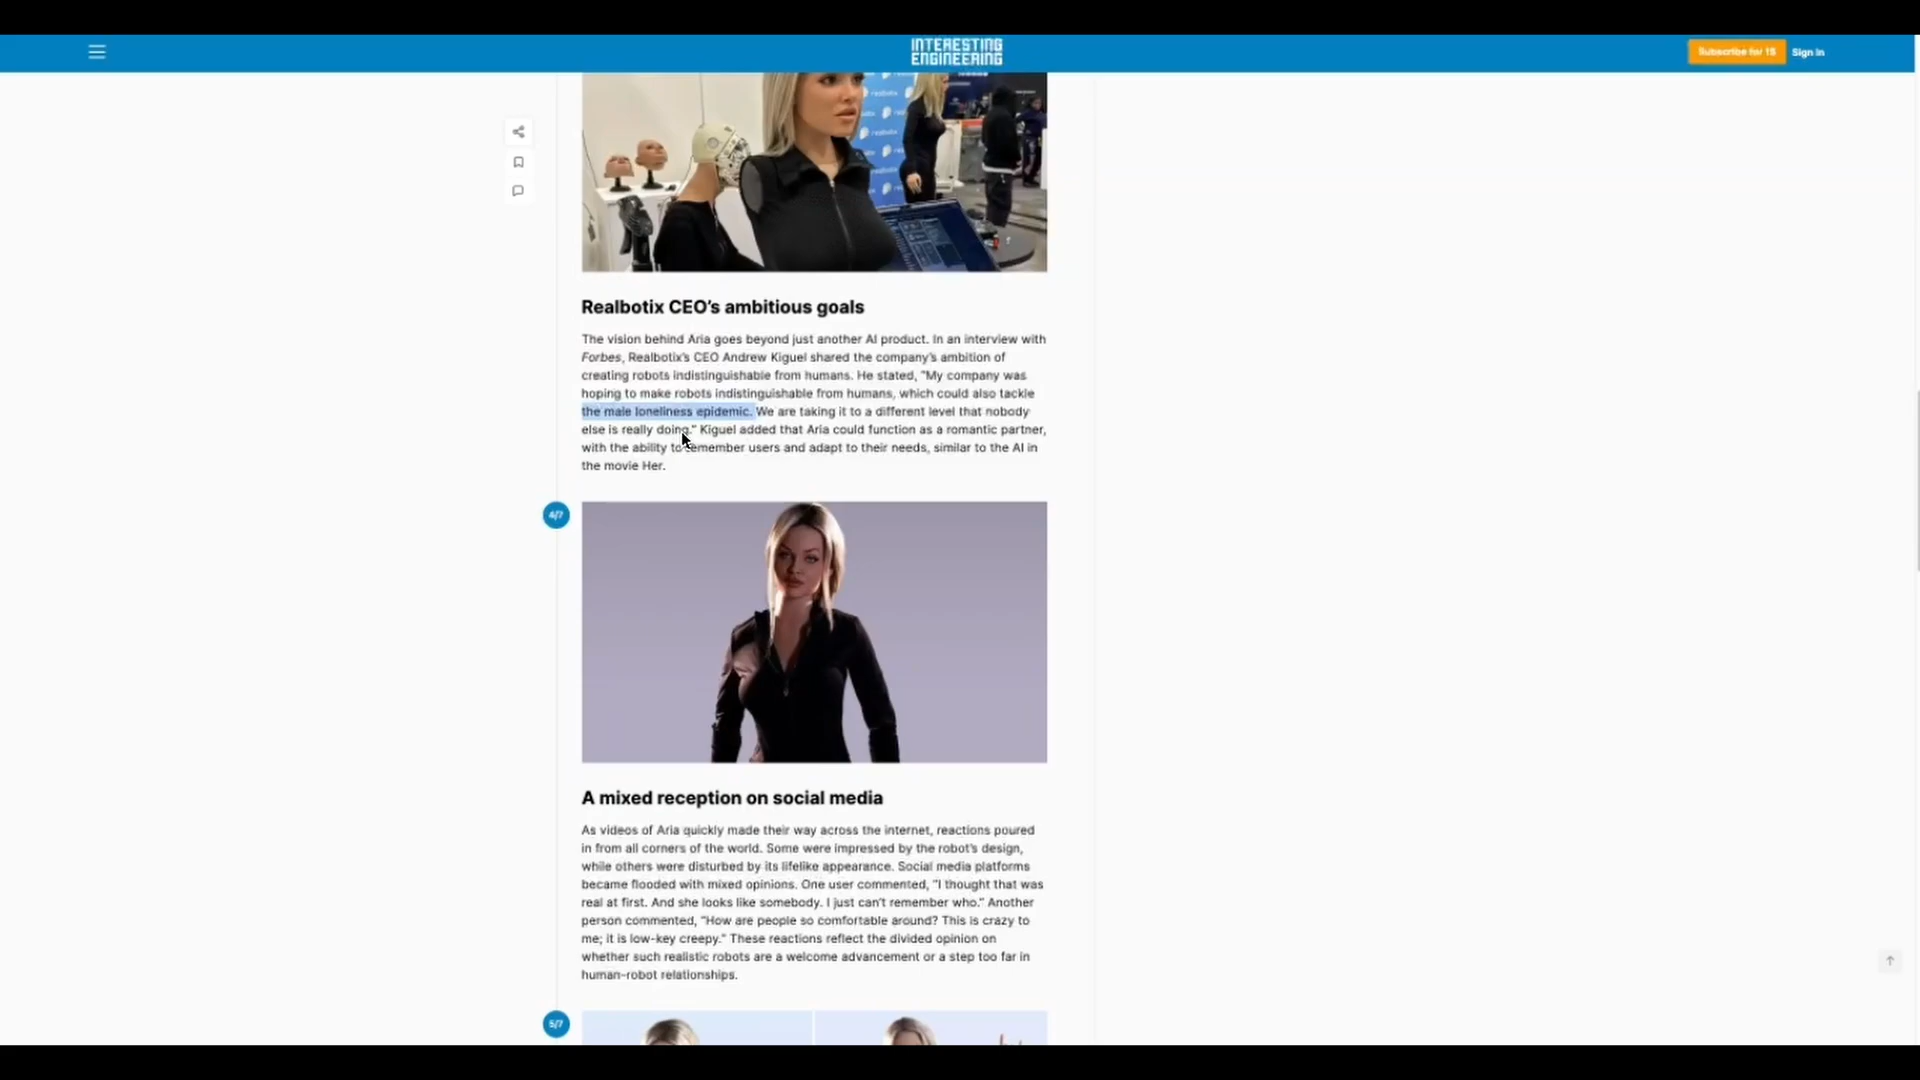 INTERESTING
ENGINEERING
Subscribe for 1$
Sign In
realbotix
Realbotix CEO’s ambitious goals
The vision behind Aria goes beyond just another AI product. In an interview with
Forbes, Realbotix's CEO Andrew Kiguel shared the company's ambition of
creating robots indistinguishable from humans. He stated, "My company was
hoping to make robots indistinguishable from humans, which could also tackle
the male loneliness epidemic. We are taking it to a different level that nobody
else is really doing." Kiguel added that Aria could function as a romantic partner,
with the ability to remember users and adapt to their needs, similar to the AI in
the movie Her.
4/7
A mixed reception on social media
As videos of Aria quickly made their way across the internet, reactions poured
in from all corners of the world. Some were impressed by the robot's design,
while others were disturbed by its lifelike appearance. Social media platforms
became flooded with mixed opinions. One user commented, "I thought that was
real at first. And she looks like somebody. I just can't remember who." Another
person commented, "How are people so comfortable around? This is crazy to
me; it is low-key creepy." These reactions reflect the divided opinion on
whether such realistic robots are a welcome advancement or a step too far in
human-robot relationships.
5/7